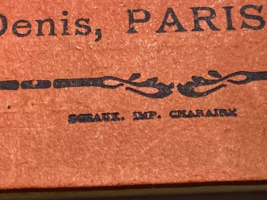 Denis, PARIS
SCEAUX. IMP. CHARAIRE